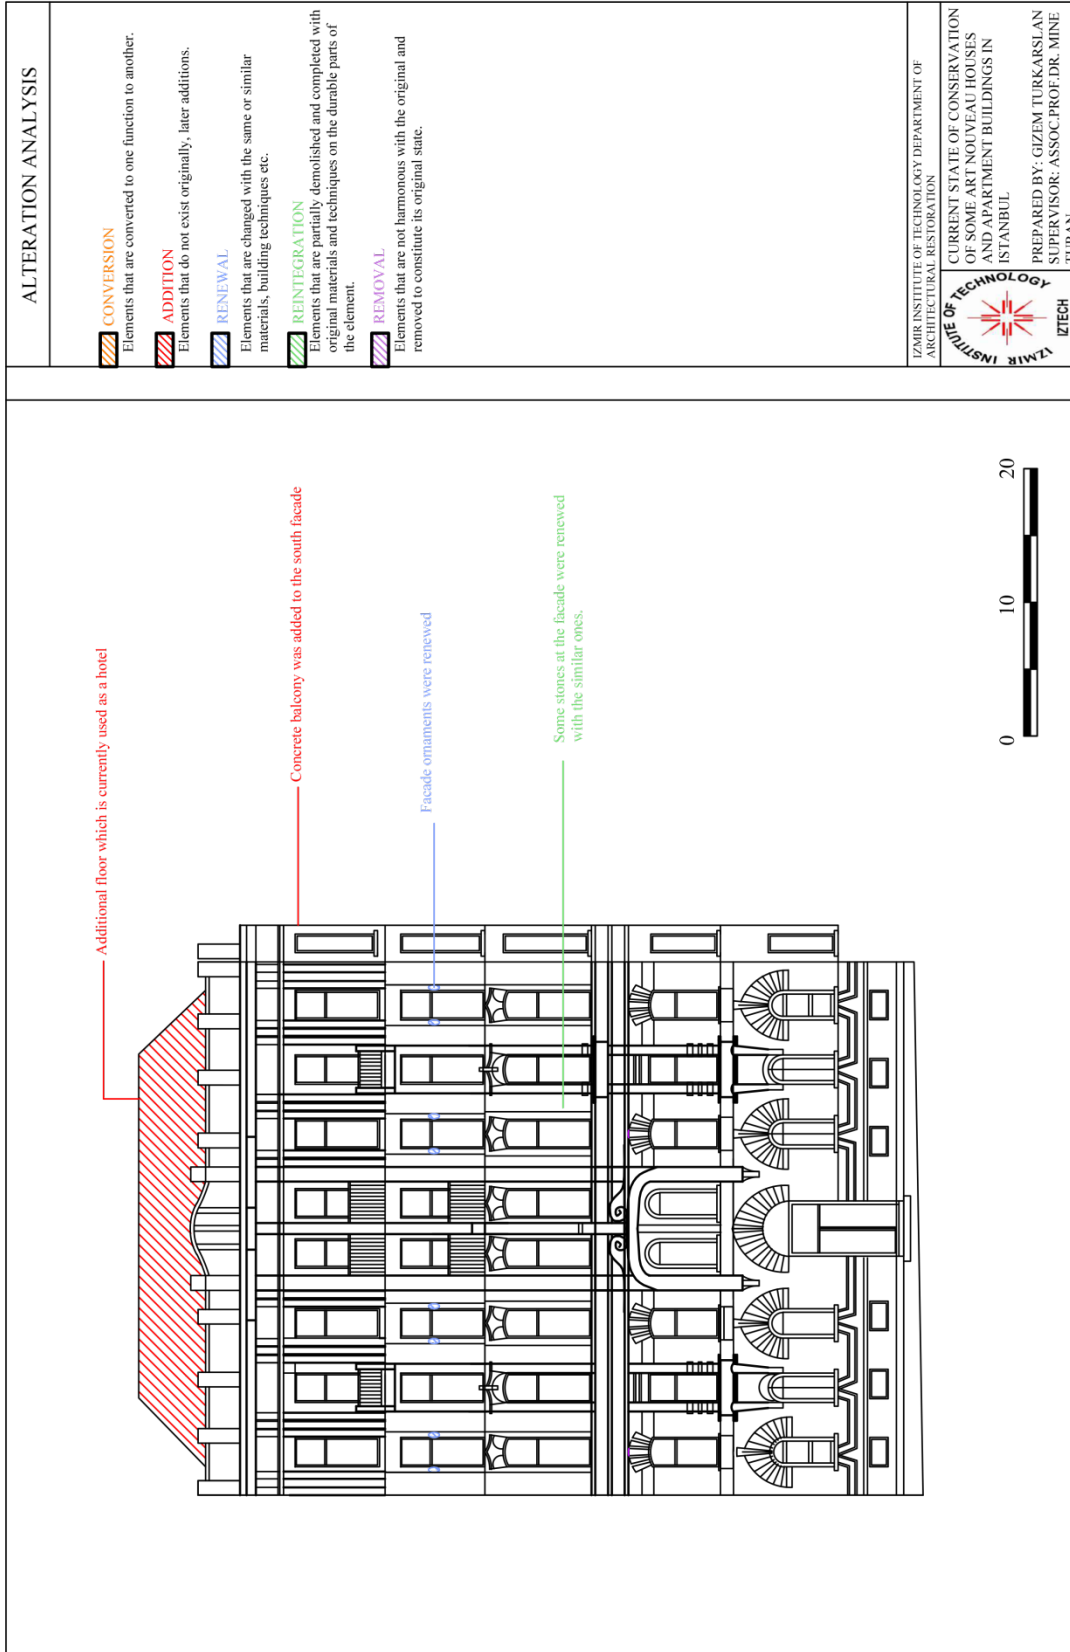 ALTERATION ANALYSIS
CONVERSION
Elements that are converted to one function to another.
ADDITION
Elements that do not exist originally, later additions.
RENEWAL
Elements that are changed with the same or similar
materials, building techniques etc.
REINTEGRATION
Elements that are partially demolished and completed with
original materials and techniques on the durable parts of
the element.
REMOVAL
Elements that are not harmonous with the original and
removed to constitute its original state.
Additional floor which is currently used as a hotel
Concrete balcony was added to the south facade
Facade ornaments were renewed
Some stones at the facade were renewed
with the similar ones.
0 10 20
IZMIR INSTITUTE OF TECHNOLOGY DEPARTMENT OF
ARCHITECTURAL RESTORATION
IZMIR INSTITUTE OF TECHNOLOGY
IZTECH
CURRENT STATE OF CONSERVATION
OF SOME ART NOUVEAU HOUSES
AND APARTMENT BUILDINGS IN
ISTANBUL
PREPARED BY: GIZEM TURKARSLAN
SUPERVISOR: ASSOC.PROF.DR. MINE
TURAN